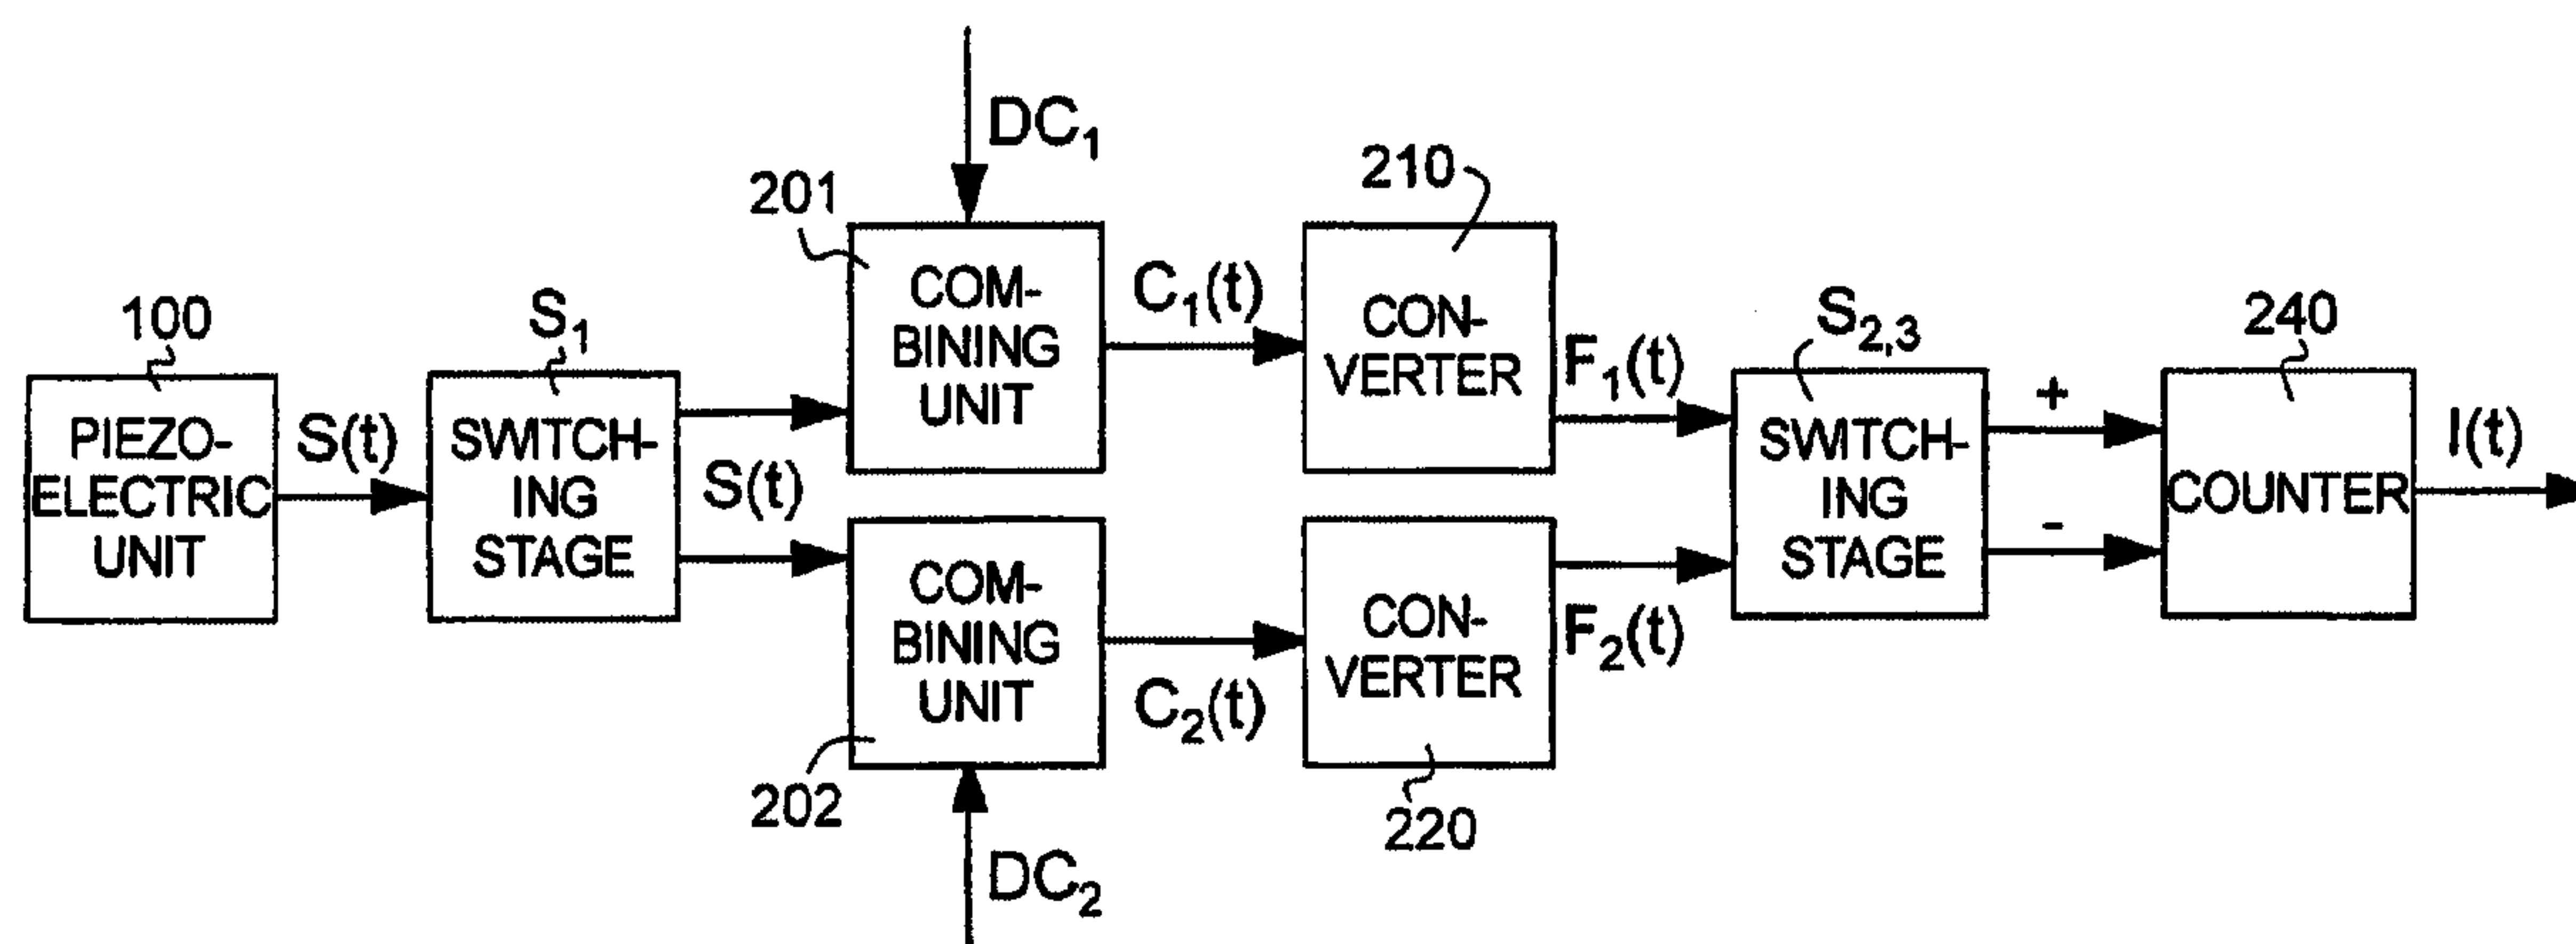 DC1
201
210
COM-
BINING
UNIT
C1(t)
CON-
VERTER
100
S1
F1(t)
S2,3
240
PIEZO-
ELECTRIC
UNIT
S(t)
SWITCH-
ING
STAGE
S(t)
SWITCH-
ING
STAGE
+
-
COUNTER
I(t)
COM-
BINING
UNIT
C2(t)
CON-
VERTER
F2(t)
202
220
DC2